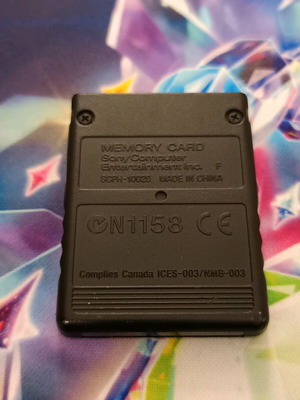 MEMORY CARD
Sony Computer
Entertainment Inc. F
SCPH-10020 MADE IN CHINA
N1158 CE
Complies Canada ICES-003/NMB-003